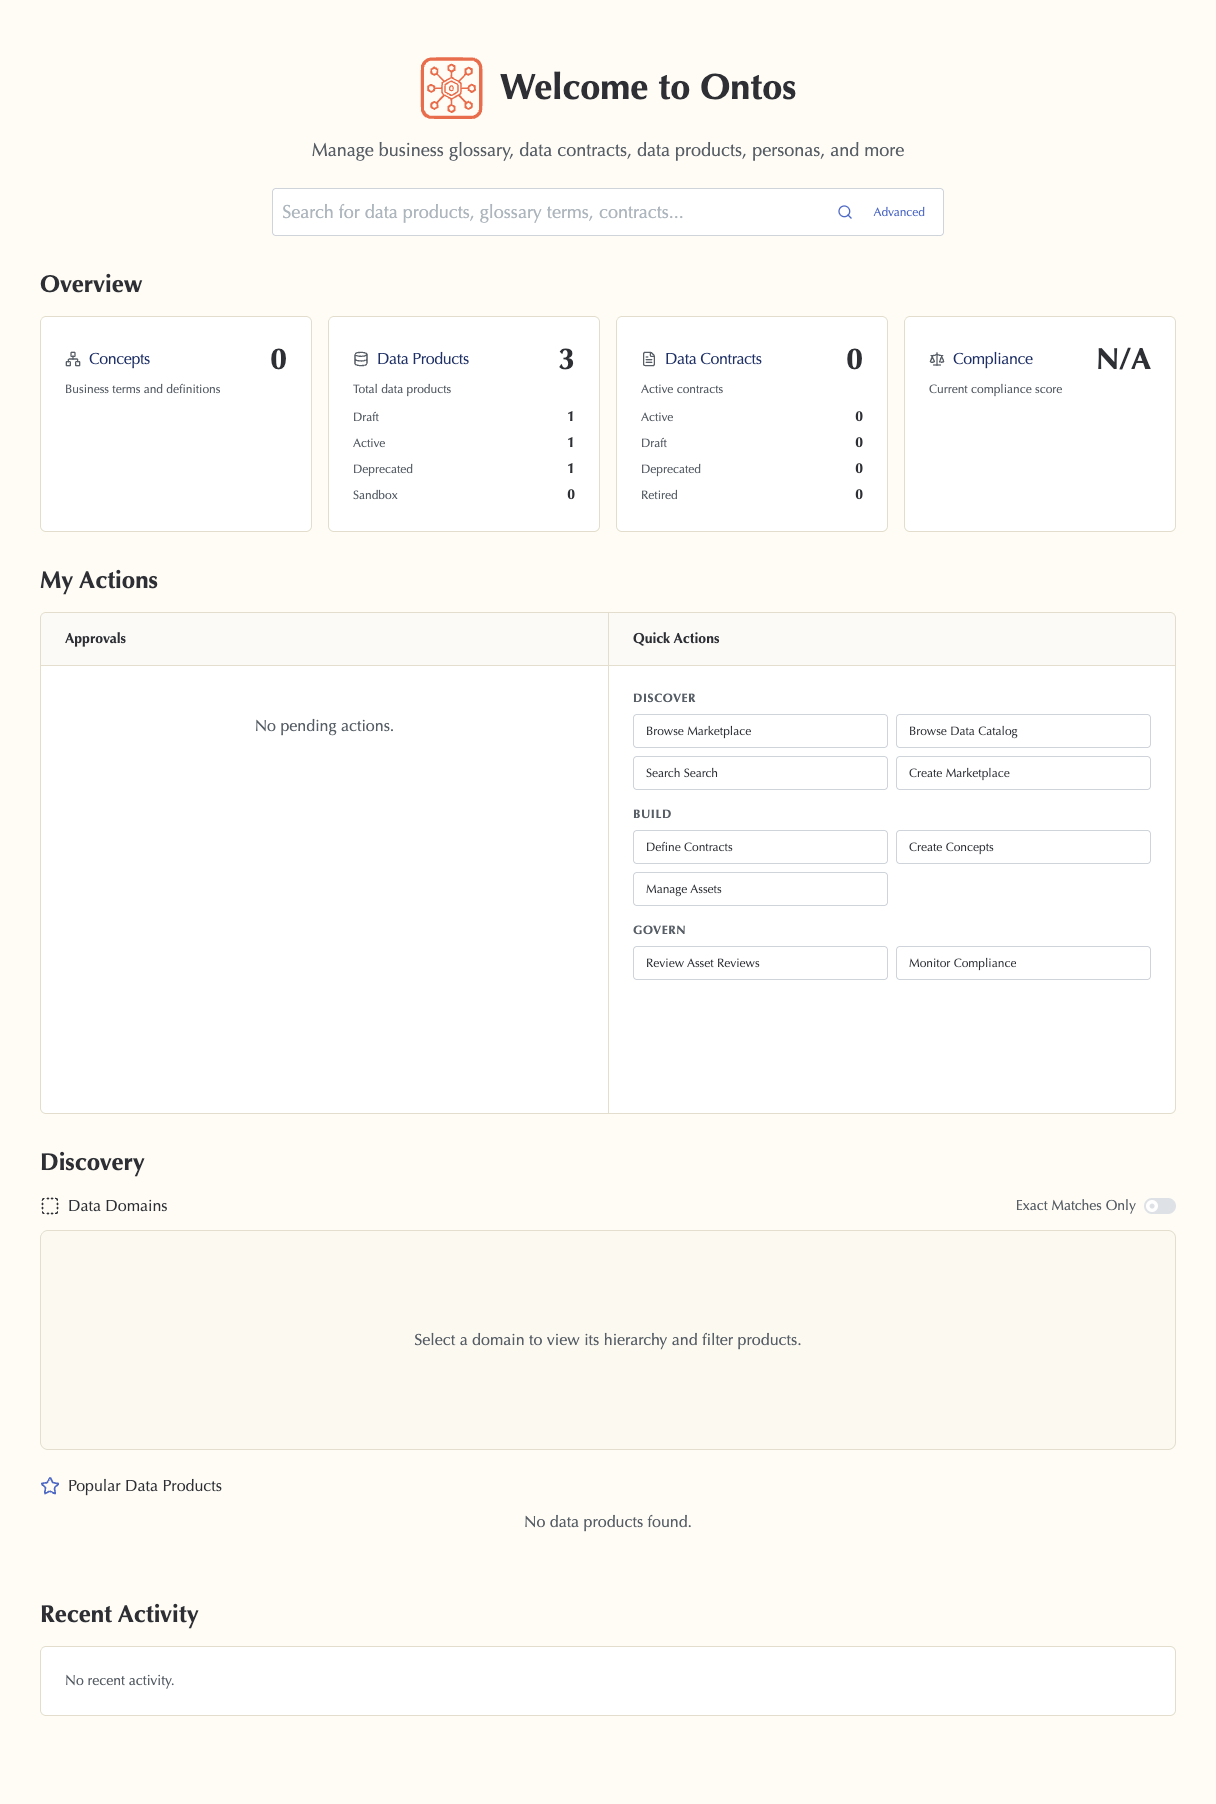 Welcome to Ontos
Manage business glossary, data contracts, data products, personas, and more
Search for data products, glossary terms, contracts...
Advanced
Overview
Concepts
0
Business terms and definitions
Data Products
3
Total data products
Draft 1
Active 1
Deprecated 1
Sandbox 0
Data Contracts
0
Active contracts
Active 0
Draft 0
Deprecated 0
Retired 0
Compliance
N/A
Current compliance score
My Actions
Approvals
No pending actions.
Quick Actions
DISCOVER
Browse Marketplace
Browse Data Catalog
Search Search
Create Marketplace
BUILD
Define Contracts
Create Concepts
Manage Assets
GOVERN
Review Asset Reviews
Monitor Compliance
Discovery
Data Domains
Exact Matches Only
Select a domain to view its hierarchy and filter products.
Popular Data Products
No data products found.
Recent Activity
No recent activity.